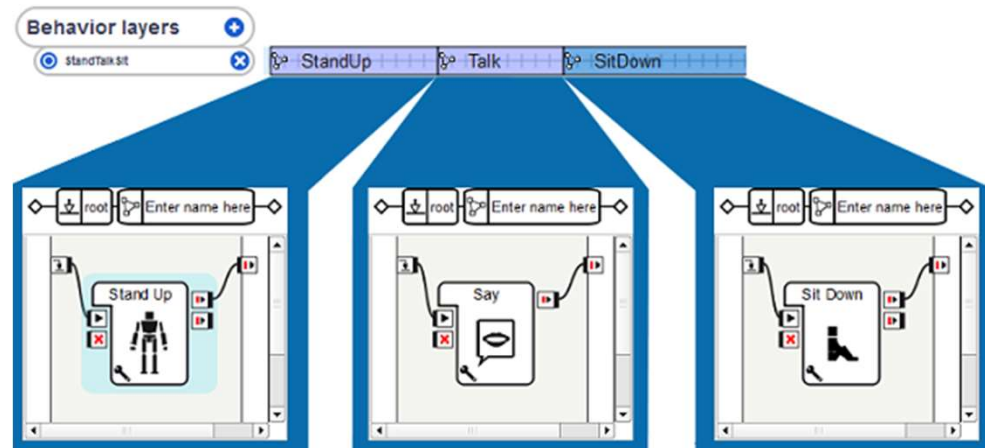 Behavior layers
StandTalkSit
StandUp Talk SitDown
root Enter name here
Stand Up
root Enter name here
Say
root Enter name here
Sit Down